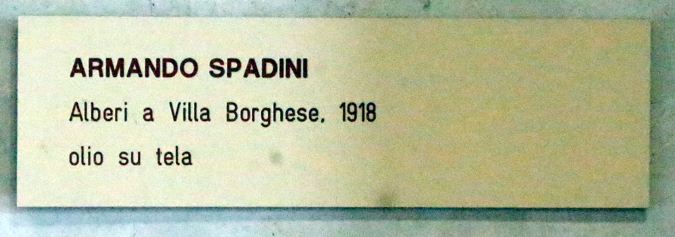 ARMANDO SPADINI
Alberi a Villa Borghese, 1918
olio su tela